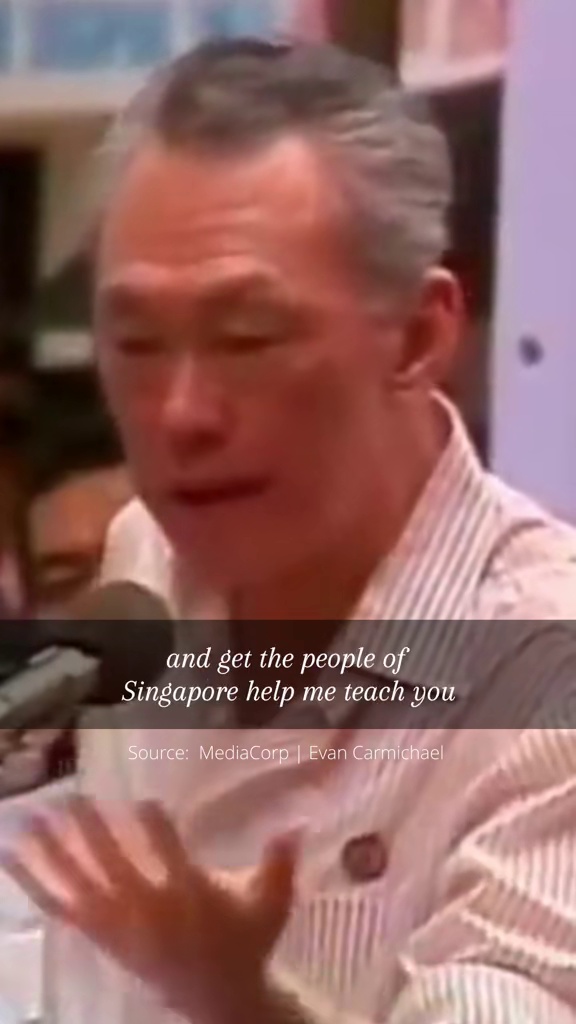 and get the people of
Singapore help me teach you
Source: MediaCorp | Evan Carmichael